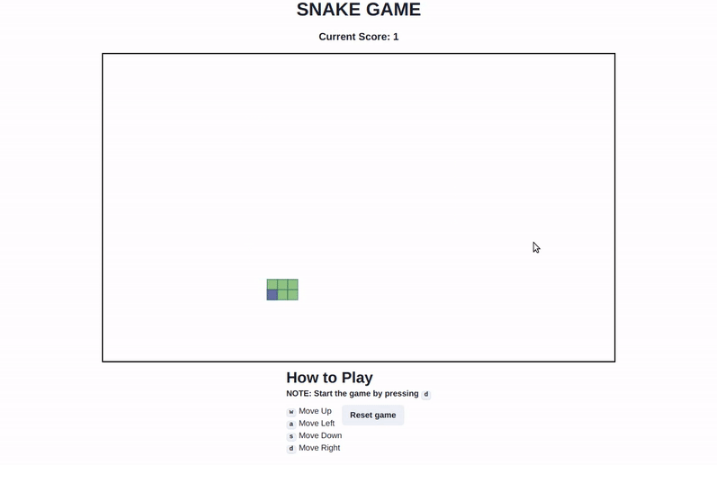 SNAKE GAME
Current Score: 1
How to Play
NOTE: Start the game by pressing d
w Move Up
a Move Left
s Move Down
d Move Right
Reset game